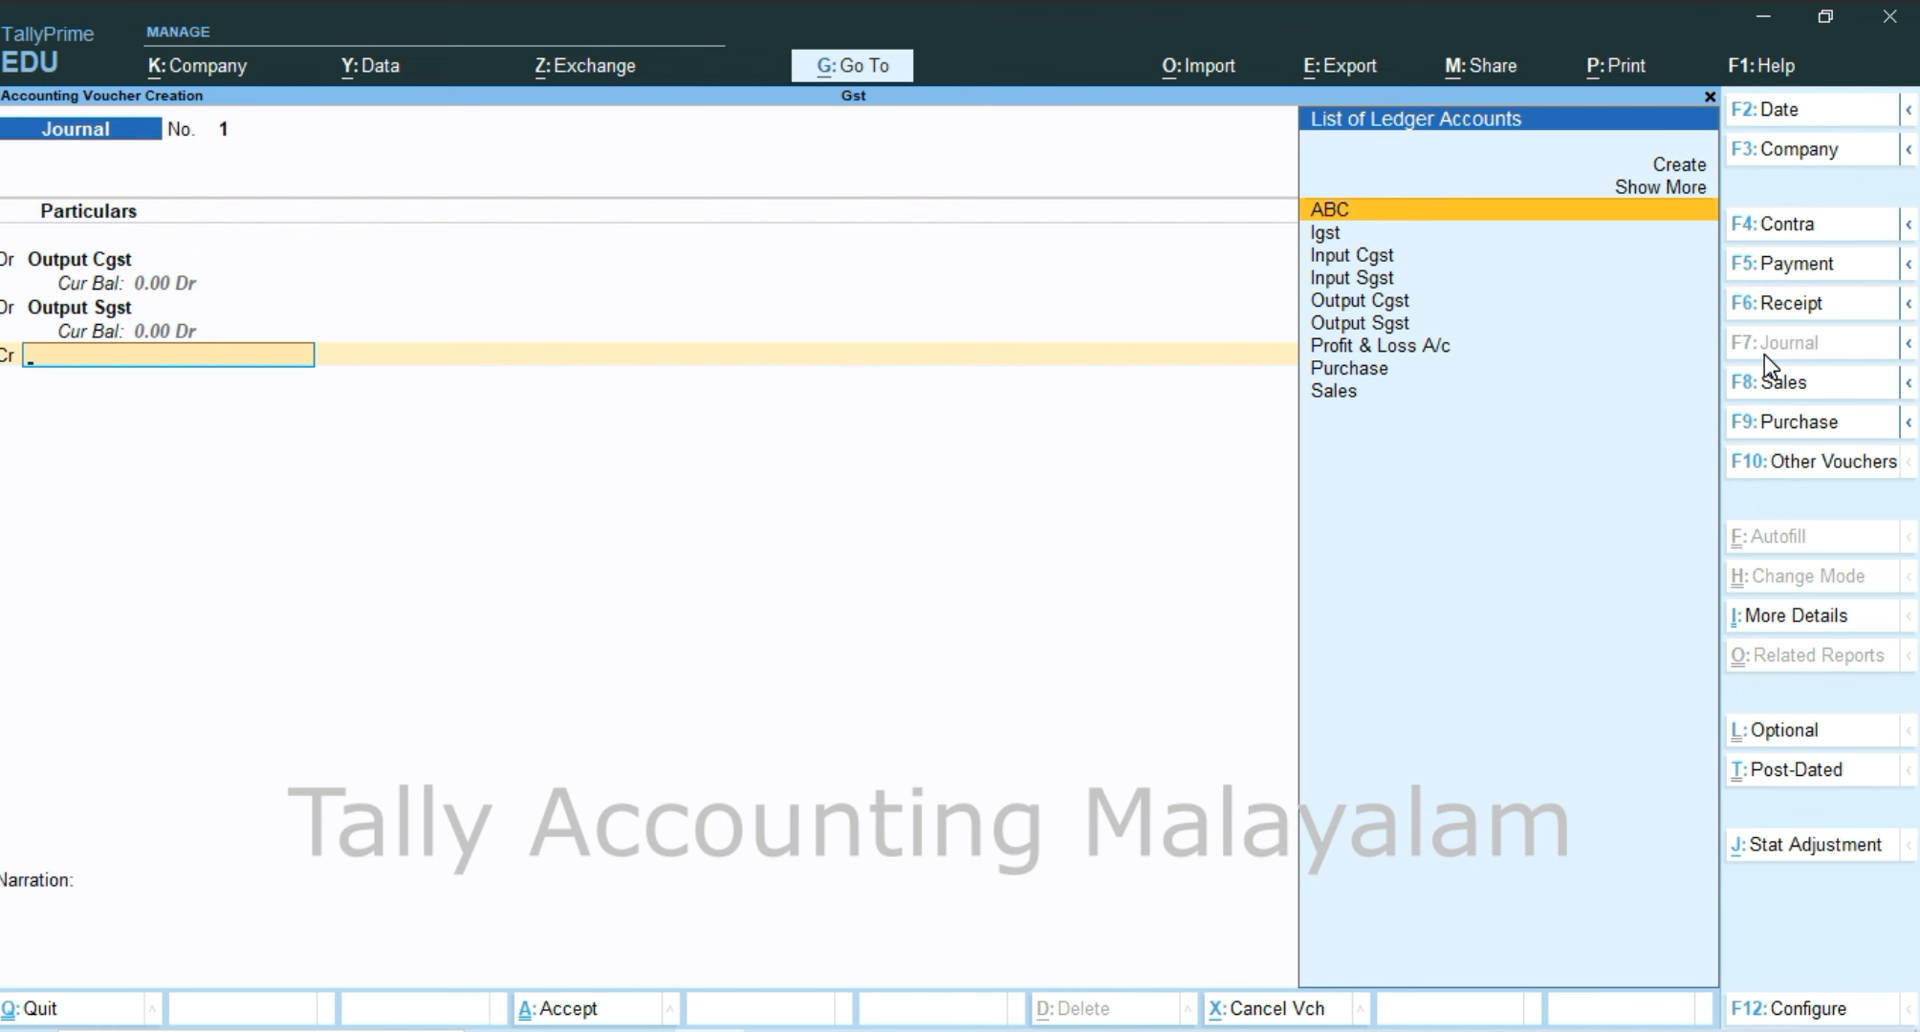 TallyPrime
EDU
MANAGE
K: Company
Y: Data
Z: Exchange
G: Go To
O: Import
E: Export
M: Share
P: Print
F1: Help
Accounting Voucher Creation
Gst
Journal No. 1
Particulars
Dr Output Cgst
Cur Bal: 0.00 Dr
Dr Output Sgst
Cur Bal: 0.00 Dr
Cr
Narration:
List of Ledger Accounts
Create
Show More
ABC
Igst
Input Cgst
Input Sgst
Output Cgst
Output Sgst
Profit & Loss A/c
Purchase
Sales
F2: Date
F3: Company
F4: Contra
F5: Payment
F6: Receipt
F7: Journal
F8: Sales
F9: Purchase
F10: Other Vouchers
F: Autofill
H: Change Mode
I: More Details
O: Related Reports
L: Optional
T: Post-Dated
J: Stat Adjustment
Tally Accounting Malayalam
Q: Quit
A: Accept
D: Delete
X: Cancel Vch
F12: Configure